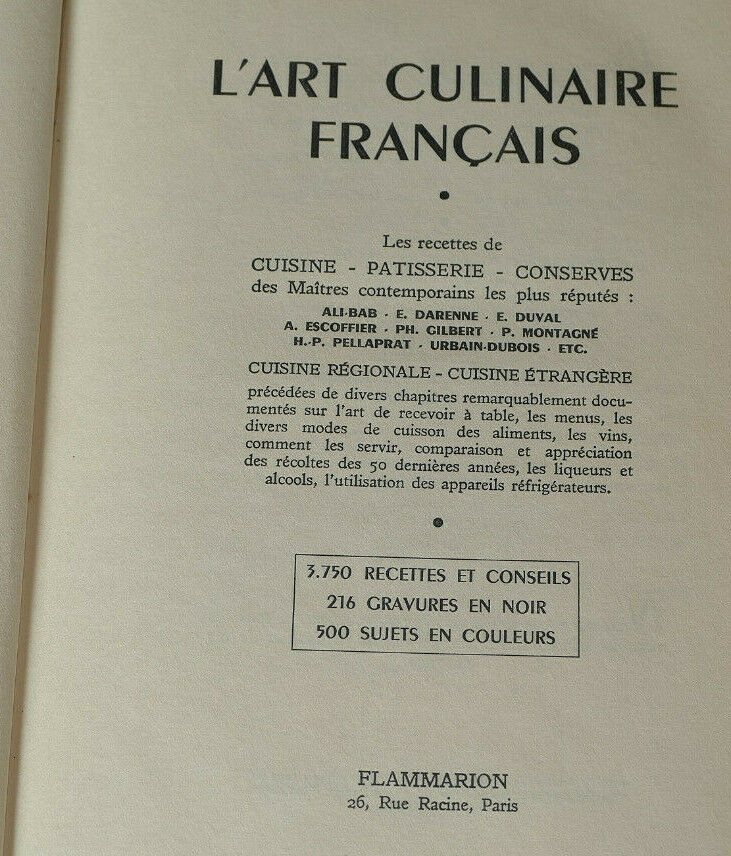 L'ART CULINAIRE
FRANÇAIS
•
Les recettes de
CUISINE - PATISSERIE - CONSERVES
des Maîtres contemporains les plus réputés :
ALI-BAB · E. DARENNE · E. DUVAL
A. ESCOFFIER · PH. GILBERT · P. MONTAGNÉ
H.-P. PELLAPRAT · URBAIN-DUBOIS · ETC.
CUISINE RÉGIONALE - CUISINE ÉTRANGÈRE
précédées de divers chapitres remarquablement docu-
mentés sur l'art de recevoir à table, les menus, les
divers modes de cuisson des aliments, les vins,
comment les servir, comparaison et appréciation
des récoltes des 50 dernières années, les liqueurs et
alcools, l'utilisation des appareils réfrigérateurs.
•
3.750 RECETTES ET CONSEILS
216 GRAVURES EN NOIR
500 SUJETS EN COULEURS
FLAMMARION
26, Rue Racine, Paris